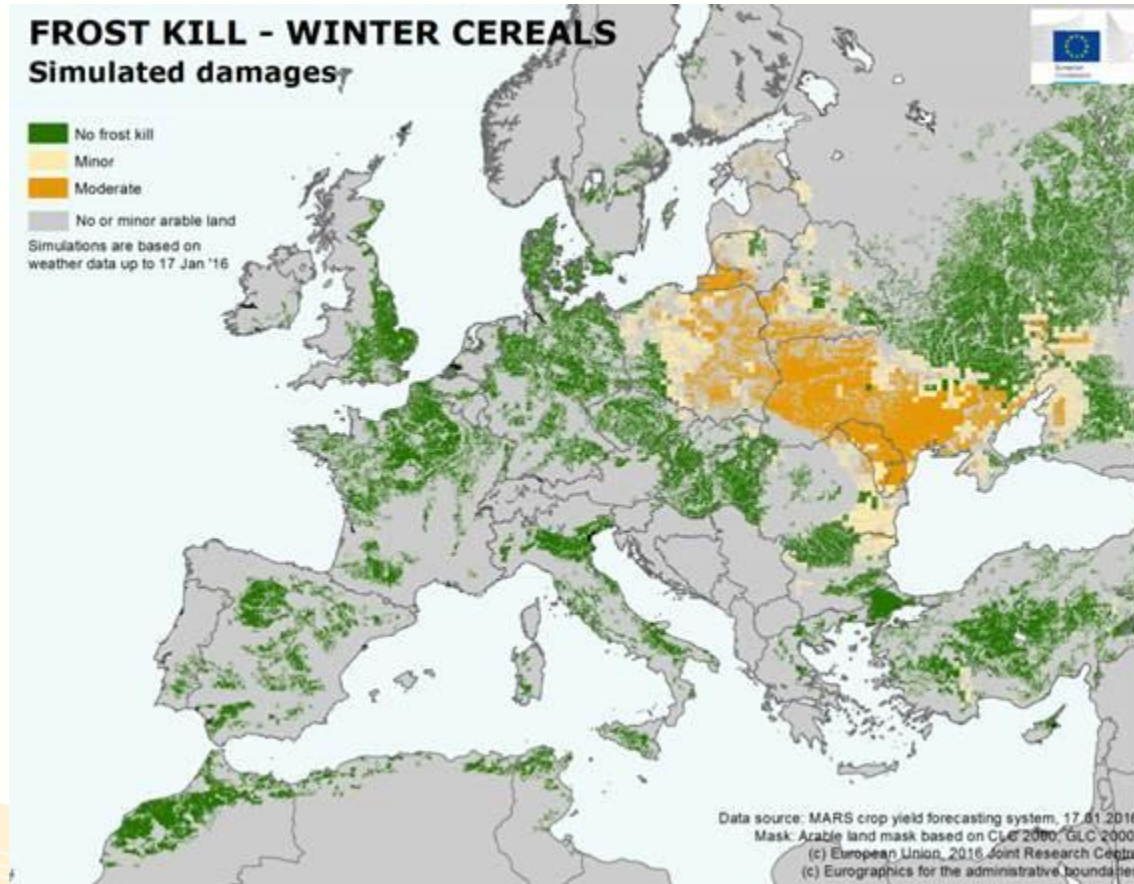 FROST KILL - WINTER CEREALS
Simulated damages
European
Commission
No frost kill
Minor
Moderate
No or minor arable land
Simulations are based on
weather data up to 17 Jan '16
Data source: MARS crop yield forecasting system, 17.01.2016
Mask: Arable land mask based on CLC 2000, GLC 2000
(c) European Union, 2016 Joint Research Centre
(c) Eurographics for the administrative boundaries